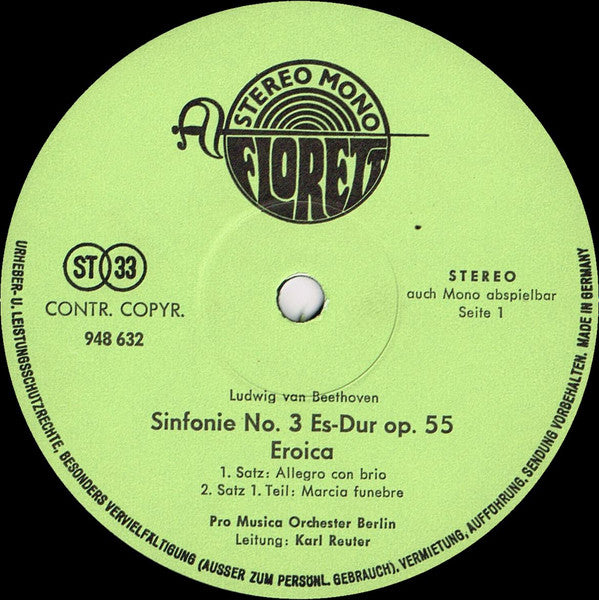 STEREO MONO
FLORETT
ST 33
CONTR. COPYR.
948 632
STEREO
auch Mono abspielbar
Seite 1
Ludwig van Beethoven
Sinfonie No. 3 Es-Dur op. 55
Eroica
1. Satz: Allegro con brio
2. Satz 1. Teil: Marcia funebre
Pro Musica Orchester Berlin
Leitung: Karl Reuter
URHEBER- U. LEISTUNGSSCHUTZRECHTE, BESONDERS VERVIELFÄLTIGUNG (AUSSER ZUM PERSÖNL. GEBRAUCH). VERMIETUNG, AUFFÜHRUNG, SENDUNG VORBEHALTEN. MADE IN GERMANY